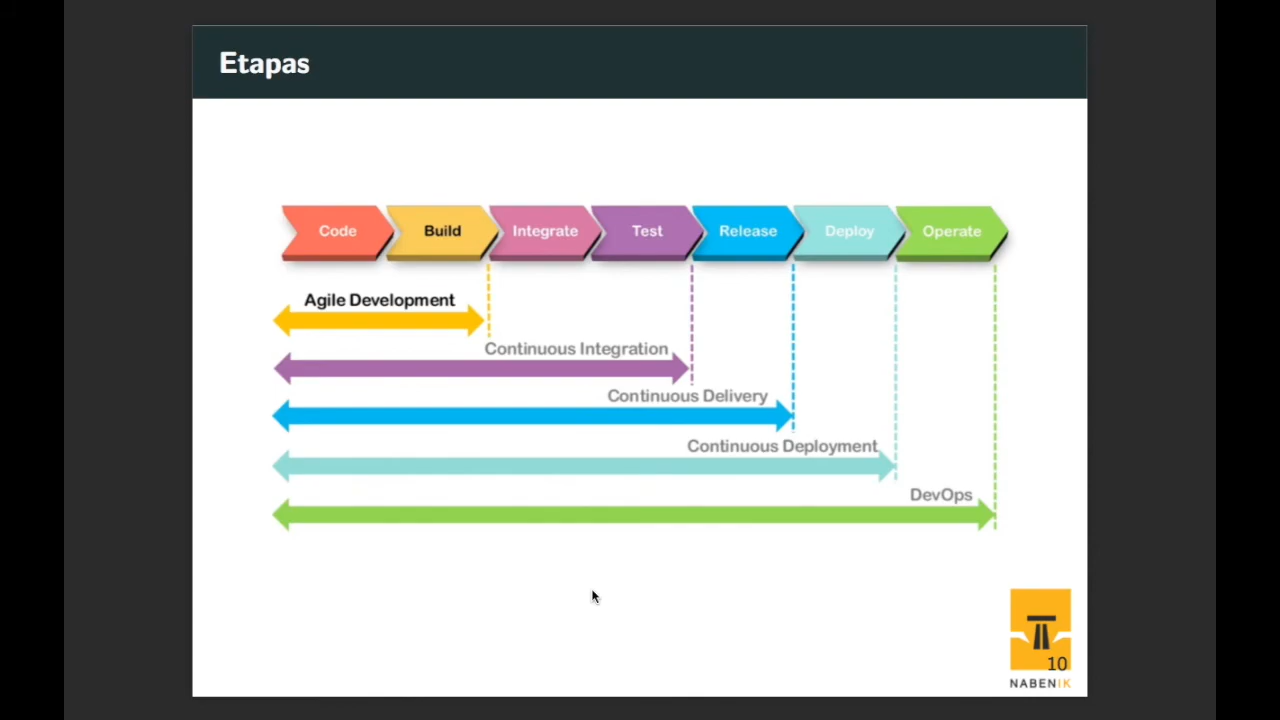 Etapas
Code Build Integrate Test Release Deploy Operate
Agile Development
Continuous Integration
Continuous Delivery
Continuous Deployment
DevOps
10
NABENIK